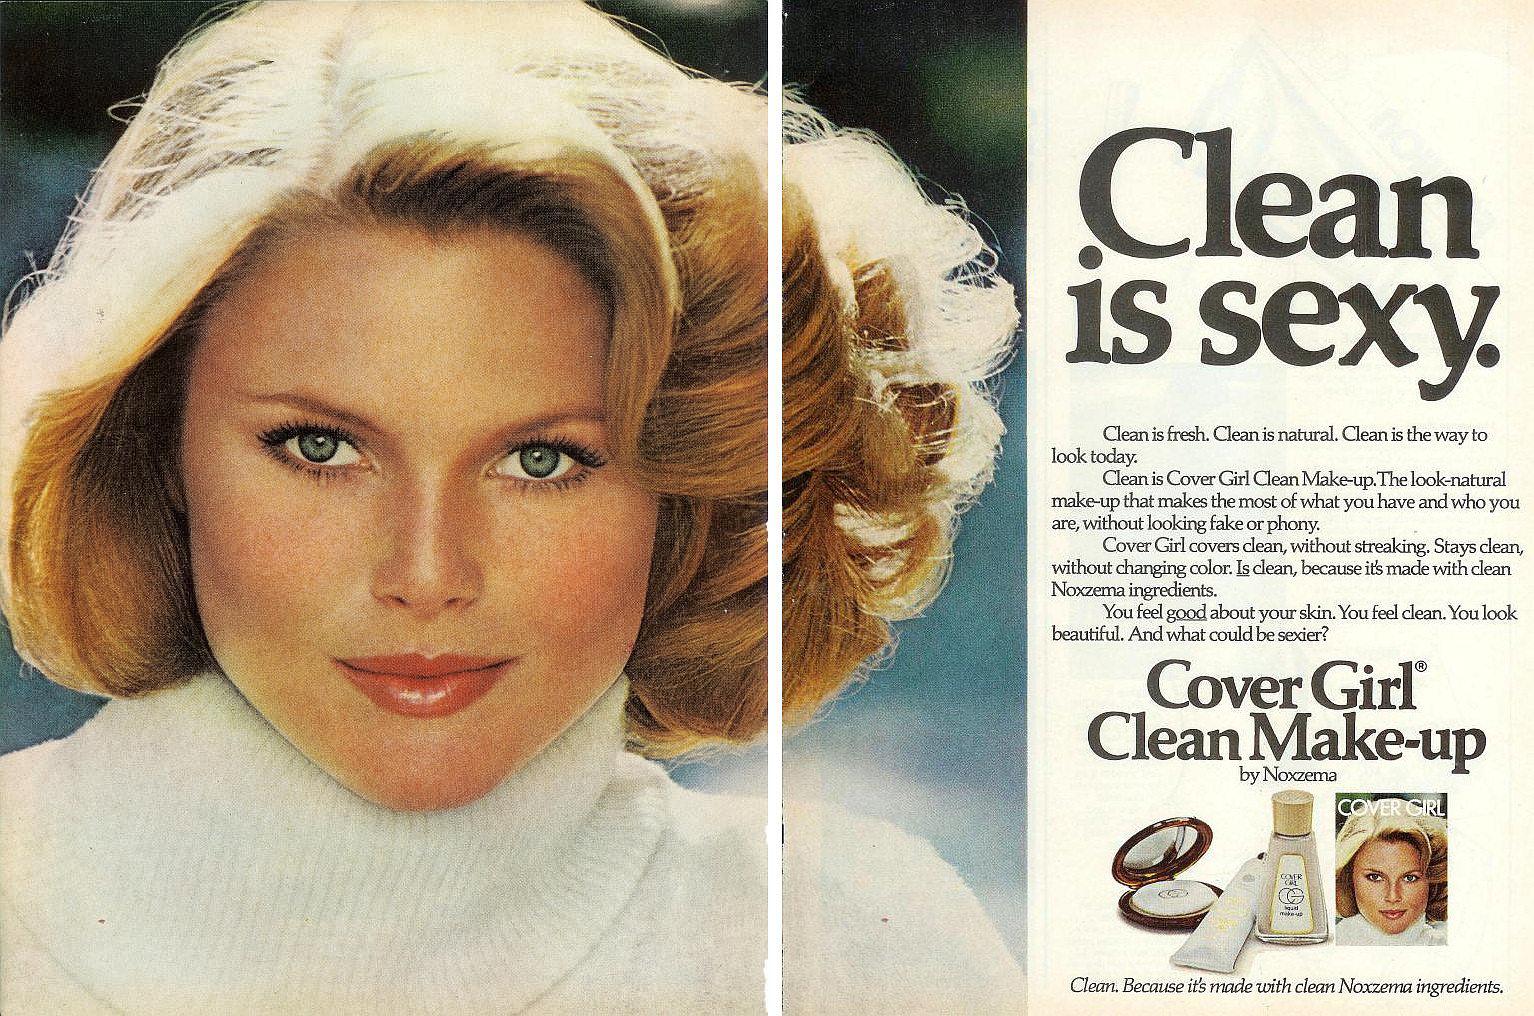 Clean
is sexy.
Clean is fresh. Clean is natural. Clean is the way to
look today.
Clean is Cover Girl Clean Make-up. The look-natural
make-up that makes the most of what you have and who you
are, without looking fake or phony.
Cover Girl covers clean, without streaking. Stays clean,
without changing color. Is clean, because it's made with clean
Noxzema ingredients.
You feel good about your skin. You feel clean. You look
beautiful. And what could be sexier?
Cover Girl®
Clean Make-up
by Noxzema
COVER GIRL
COVER
GIRL
CG
liquid
make-up
CG
Clean. Because it's made with clean Noxzema ingredients.